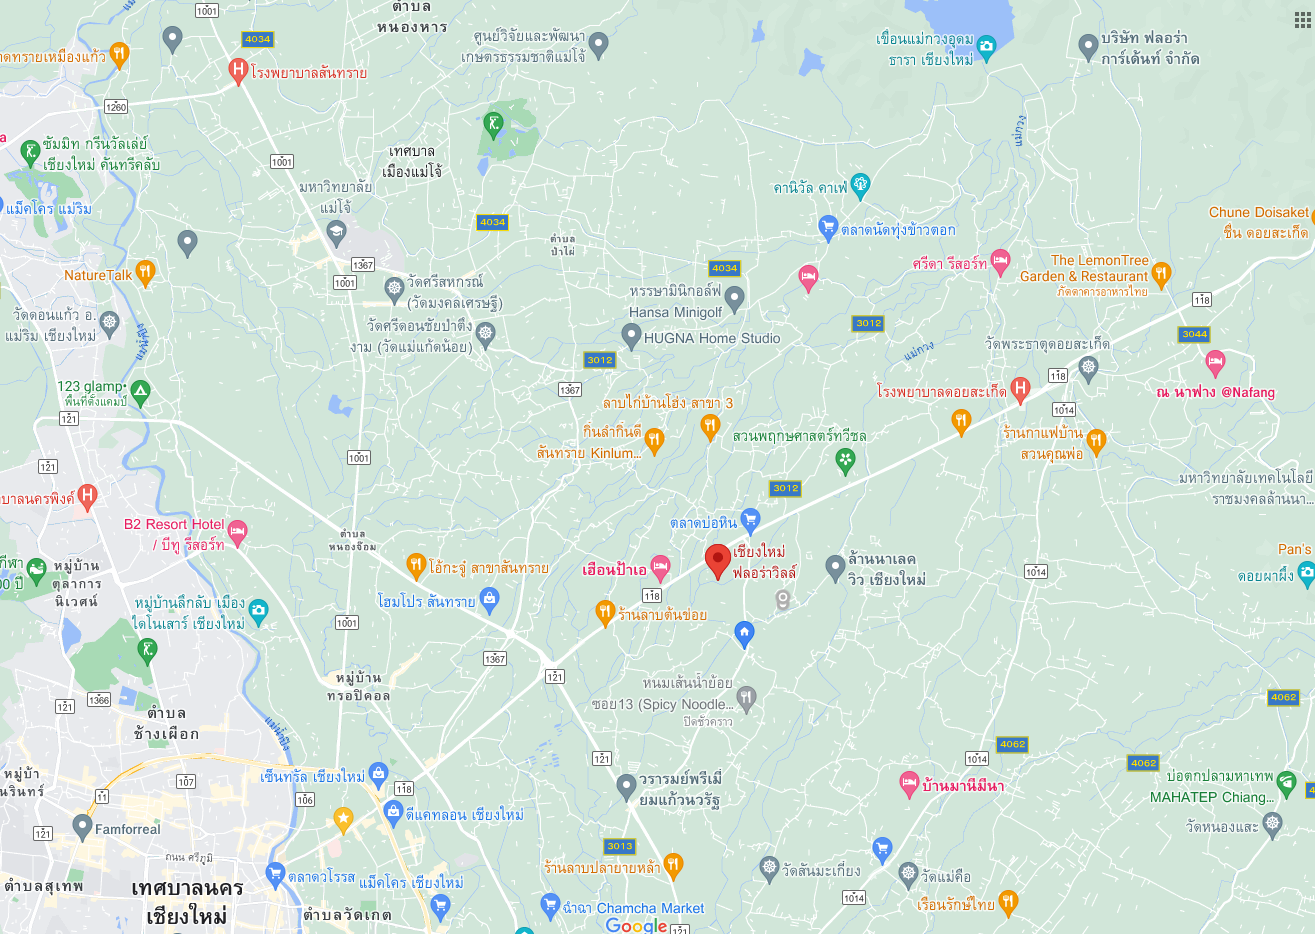 ตำบล
หนองหาร
1001
4034
ศูนย์วิจัยและพัฒนา
เกษตรธรรมชาติแม่โจ้
เขื่อนแม่กวงอุดม
ธารา เชียงใหม่
บริษัท ฟลอร่า
การ์เด้นท์ จำกัด
โรงพยาบาลสันทราย
1260
แม่กวง
ซัมมิท กรีนวัลเล่ย์
เชียงใหม่ คันทรีคลับ
เทศบาล
เมืองแม่โจ้
1001
มหาวิทยาลัย
แม่โจ้
คานิวัล คาเฟ่
แม็คโคร แม่ริม
4034
ตลาดนัดทุ่งข้าวตอก
Chune Doisaket
ชื่น ดอยสะเก็ด
ตำบล
ป่าไผ่
NatureTalk
1367
1001
4034
ศรีดา รีสอร์ท
The LemonTree
Garden & Restaurant
ภัตตาคารอาหารไทย
วัดศรีสหกรณ์
(วัดมงคลเศรษฐี)
หรรษามินิกอล์ฟ
Hansa Minigolf
118
วัดดอนแก้ว อ.
แม่ริม เชียงใหม่
วัดศรีดอนชัยป่าตึง
งาม (วัดแม่แก้ดน้อย)
HUGNA Home Studio
3012
3044
แม่กวง
วัดพระธาตุดอยสะเก็ด
3012
118
123 glamp
พื้นที่ตั้งแคมป์
1367
โรงพยาบาลดอยสะเก็ด
ณ นาฟาง @Nafang
121
ลาบไก่บ้านโฮ่ง สาขา 3
1014
กิ๋นลำกิ๋นดี
สันทราย Kinlum...
สวนพฤกษศาสตร์ทวีชล
ร้านกาแฟบ้าน
สวนคุณพ่อ
1001
121
มหาวิทยาลัยเทคโนโลยี
ราชมงคลล้านนา...
3012
B2 Resort Hotel
/ บีทู รีสอร์ท
ตลาดบ่อหิน
ตำบล
หนองจ๊อม
เชียงใหม่
ฟลอร่าวิลล์
Pan's
ดอยผาผึ้ง
หมู่บ้าน
ตุลาการ
นิเวศน์
โอ้กะจู๋ สาขาสันทราย
เฮือนป้าเอ
ล้านนาเลค
วิว เชียงใหม่
1014
118
หมู่บ้านลึกลับ เมือง
ไดโนเสาร์ เชียงใหม่
โฮมโปร สันทราย
ร้านลาบต้นข่อย
1001
1367
121
หมู่บ้าน
ทรอปิคอล
หนมเส้นน้ำย้อย
ซอย13 (Spicy Noodle...
ปิดชั่วคราว
1366
121
4062
ตำบล
ช้างเผือก
แม่น้ำปิง
4062
4062
121
1014
107
เซ็นทรัล เชียงใหม่
118
วรารมย์พรีเมี่
ยมแก้วนวรัฐ
บ้านมานีมีนา
บ่อตกปลามหาเทพ
MAHATEP Chiang...
11
106
ดีแคทลอน เชียงใหม่
วัดหนองแสะ
121
Famforreal
3013
ถนน ศรีภูมิ
ร้านลาบปลายายหล้า
ตลาดวโรรส
แม็คโคร เชียงใหม่
วัดสันมะเกี๋ยง
วัดแม่คือ
ตำบลสุเทพ
เทศบาลนคร
เชียงใหม่
1014
เรือนรักษ์ไทย
ตำบลวัดเกต
ฉำฉา Chamcha Market
Google
121